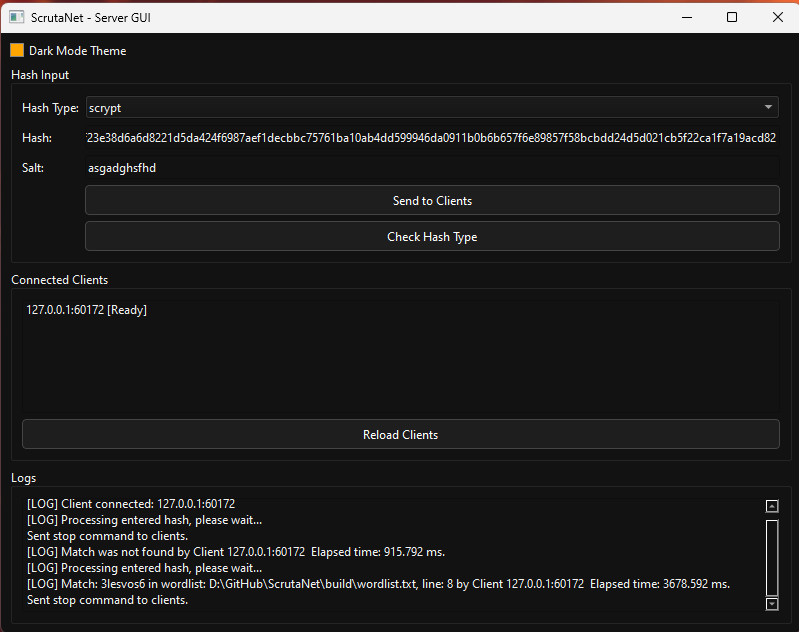 ScrutaNet - Server GUI
Dark Mode Theme
Hash Input
Hash Type: scrypt
Hash: '23e38d6a6d8221d5da424f6987aef1decbbc75761ba10ab4dd599946da0911b0b6b657f6e89857f58bcbdd24d5d021cb5f22ca1f7a19acd82
Salt: asgadghsfhd
Send to Clients
Check Hash Type
Connected Clients
127.0.0.1:60172 [Ready]
Reload Clients
Logs
[LOG] Client connected: 127.0.0.1:60172
[LOG] Processing entered hash, please wait...
Sent stop command to clients.
[LOG] Match was not found by Client 127.0.0.1:60172 Elapsed time: 915.792 ms.
[LOG] Processing entered hash, please wait...
[LOG] Match: 3lesvos6 in wordlist: D:\GitHub\ScrutaNet\build\wordlist.txt, line: 8 by Client 127.0.0.1:60172 Elapsed time: 3678.592 ms.
Sent stop command to clients.